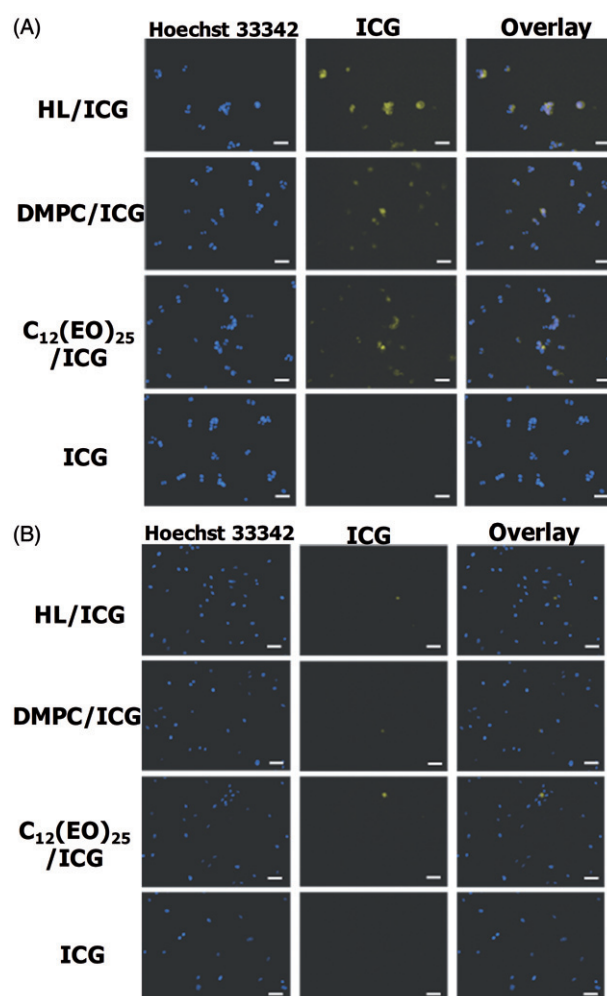 (A)
Hoechst 33342 ICG Overlay
HL/ICG
DMPC/ICG
C₁₂(EO)₂₅
/ICG
ICG
(B)
Hoechst 33342 ICG Overlay
HL/ICG
DMPC/ICG
C₁₂(EO)₂₅
/ICG
ICG